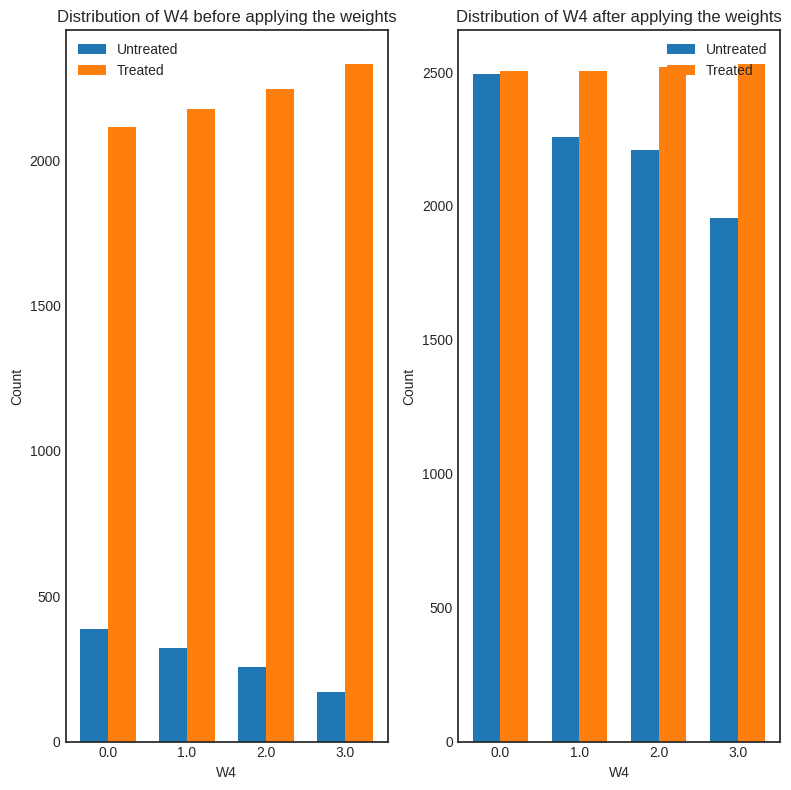 Distribution of W4 before applying the weights
Untreated
Treated
2000
1500
1000
500
0
Count
0.0 1.0 2.0 3.0
W4
Distribution of W4 after applying the weights
Untreated
Treated
2500
2000
1500
1000
500
0
Count
0.0 1.0 2.0 3.0
W4